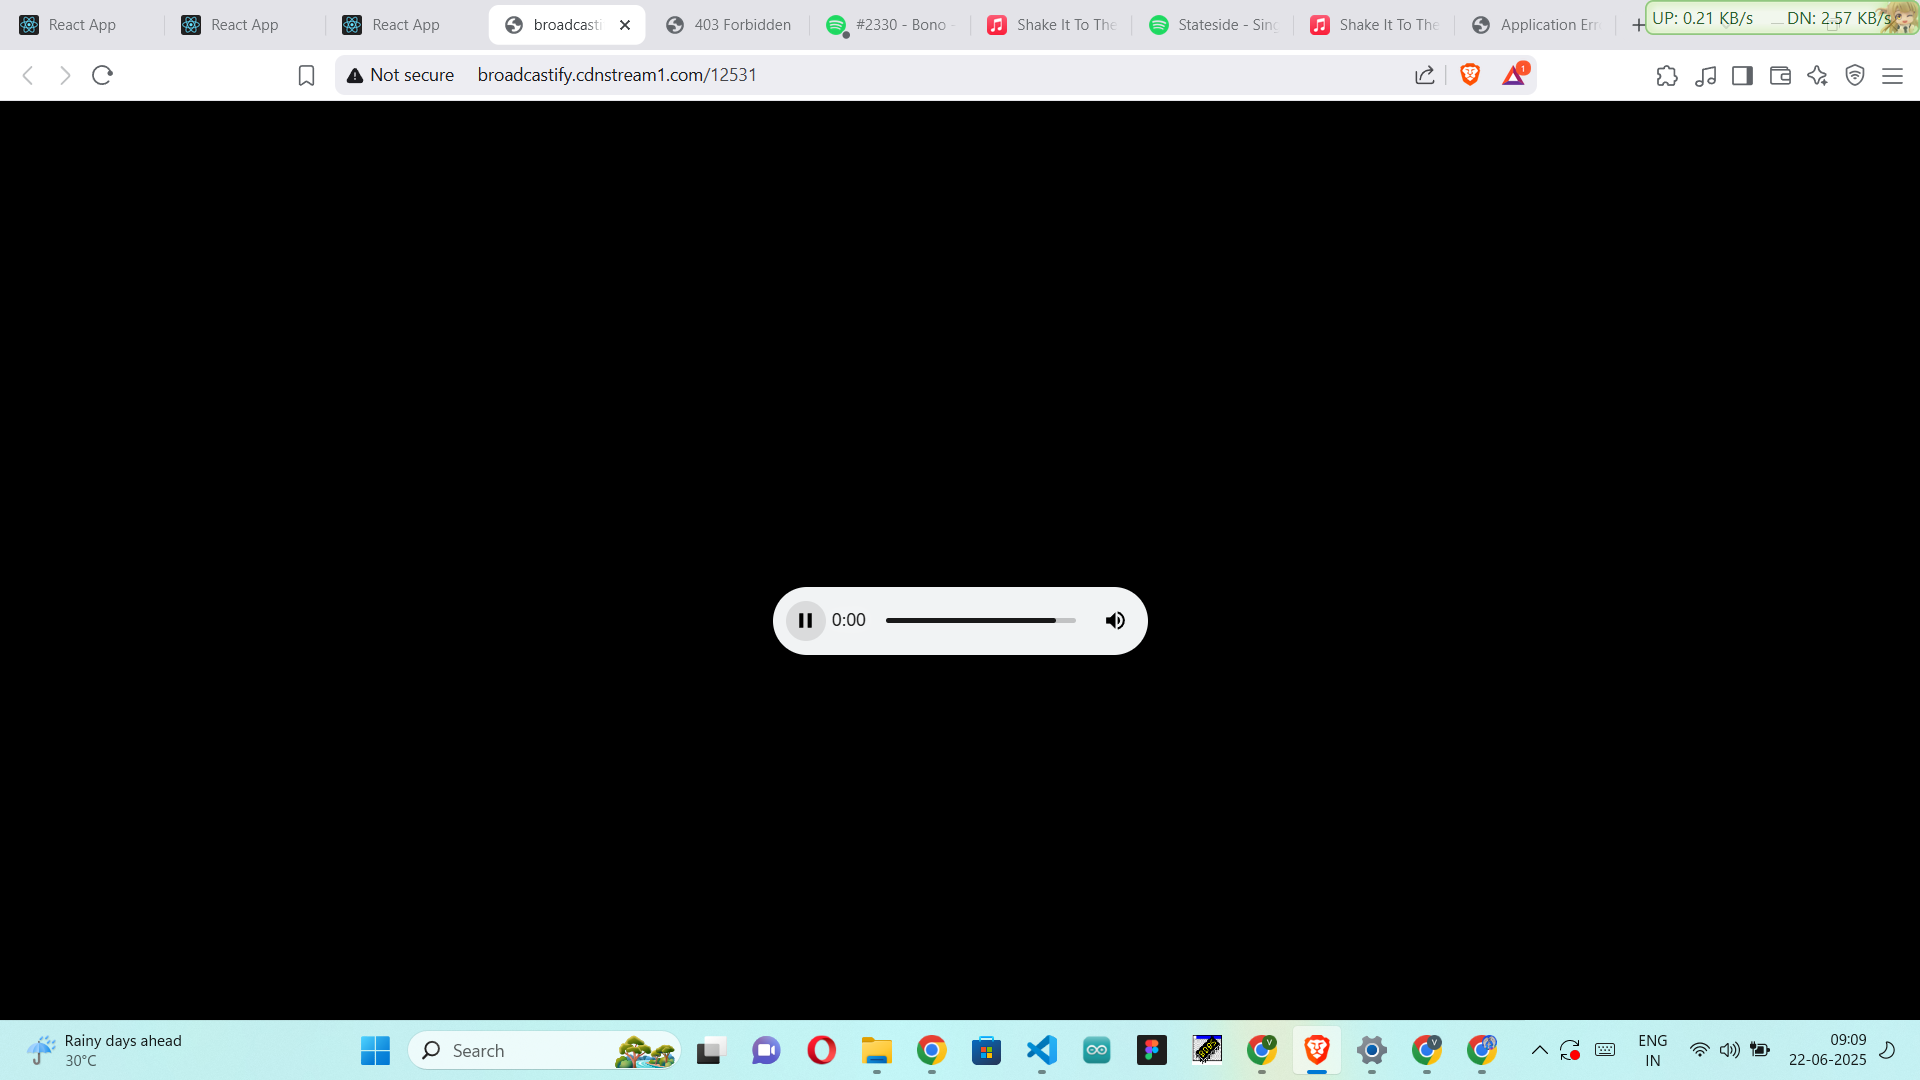 React App
React App
React App
broadcasti
403 Forbidden
#2330 - Bono -
Shake It To The
Stateside - Sing
Shake It To The
Application Erro
UP: 0.21 KB/s DN: 2.57 KB/s
Not secure broadcastify.cdnstream1.com/12531
1
0:00
Rainy days ahead
30°C
Search
V
V
ENG
IN
09:09
22-06-2025